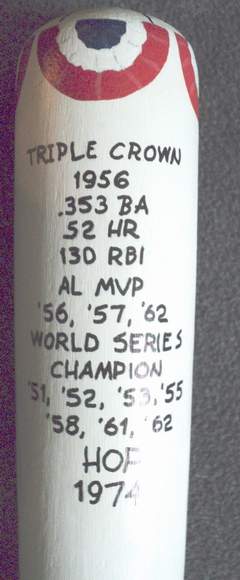 TRIPLE CROWN
1956
.353 BA
52 HR
130 RBI
AL MVP
'56, '57, '62
WORLD SERIES
CHAMPION
'51, '52, '53, '55
'58, '61, '62
HOF
1974